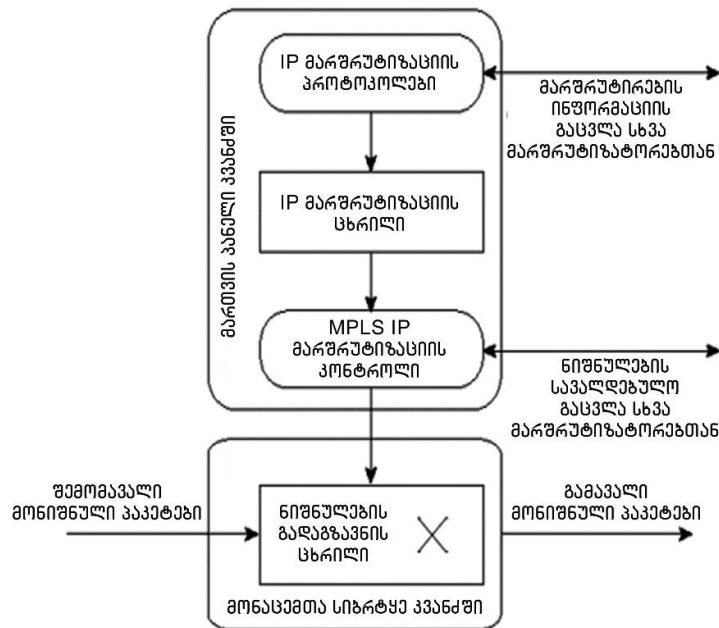 IP მარშრუტიზაციის
პროტოკოლები
მარშრუტირების
ინფორმაციის
გაცვლა სხვა
მარშრუტიზატორებთან
მართვის პანელი კვანძში
IP მარშრუტიზაციის
ცხრილი
MPLS IP
მარშრუტიზაციის
კონტროლი
ნიშნულების
სავალდებულო
გაცვლა სხვა
მარშრუტიზატორებთან
შემომავალი
მონიშნული პაკეტები
ნიშნულების
გადაგზავნის
ცხრილი
გამავალი
მონიშნული პაკეტები
მონაცემთა სიბრტყე კვანძში